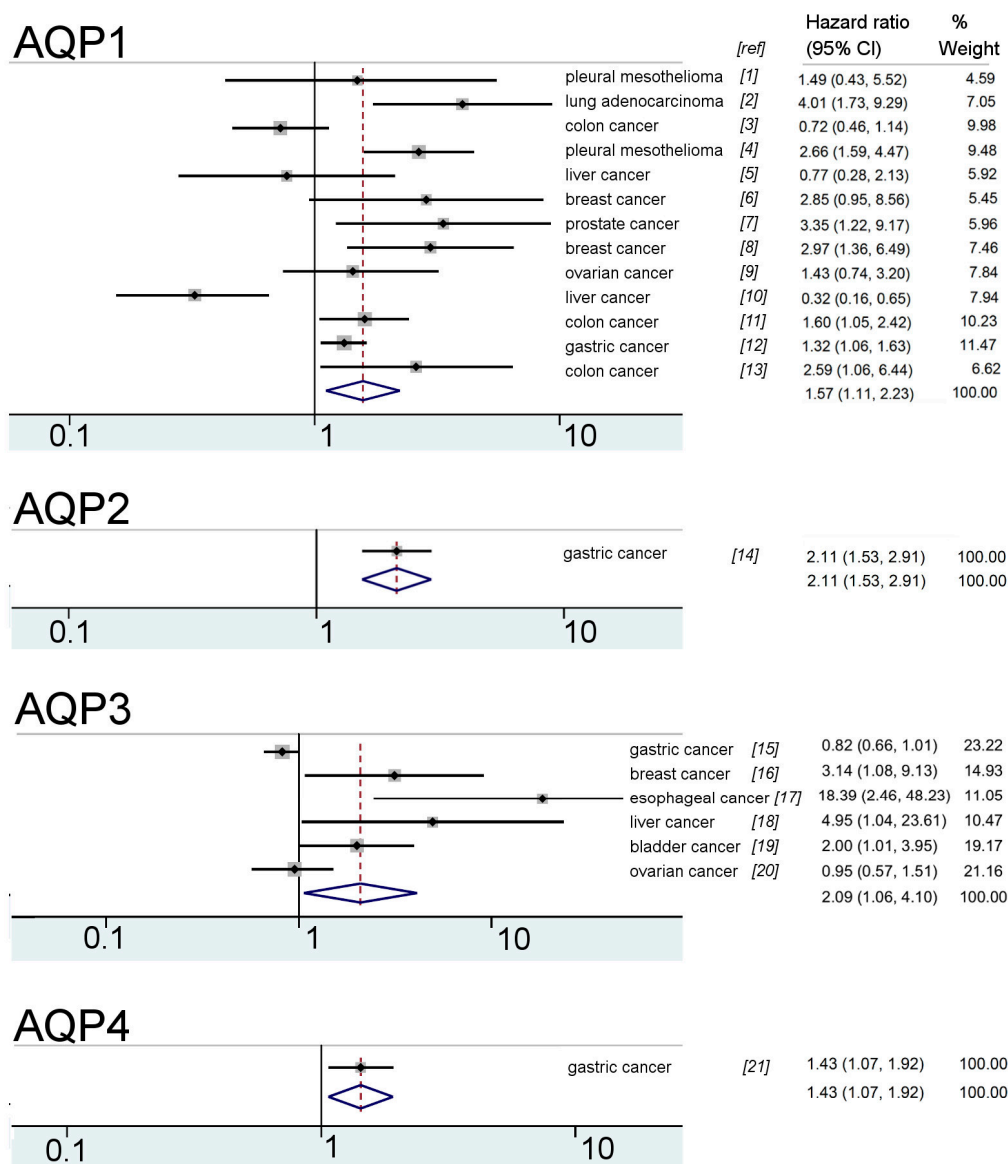 AQP1
Hazard ratio %
[ref] (95% CI) Weight
pleural mesothelioma [1] 1.49 (0.43, 5.52) 4.59
lung adenocarcinoma [2] 4.01 (1.73, 9.29) 7.05
colon cancer [3] 0.72 (0.46, 1.14) 9.98
pleural mesothelioma [4] 2.66 (1.59, 4.47) 9.48
liver cancer [5] 0.77 (0.28, 2.13) 5.92
breast cancer [6] 2.85 (0.95, 8.56) 5.45
prostate cancer [7] 3.35 (1.22, 9.17) 5.96
breast cancer [8] 2.97 (1.36, 6.49) 7.46
ovarian cancer [9] 1.43 (0.74, 3.20) 7.84
liver cancer [10] 0.32 (0.16, 0.65) 7.94
colon cancer [11] 1.60 (1.05, 2.42) 10.23
gastric cancer [12] 1.32 (1.06, 1.63) 11.47
colon cancer [13] 2.59 (1.06, 6.44) 6.62
1.57 (1.11, 2.23) 100.00
0.1 1 10
AQP2
gastric cancer [14] 2.11 (1.53, 2.91) 100.00
2.11 (1.53, 2.91) 100.00
0.1 1 10
AQP3
gastric cancer [15] 0.82 (0.66, 1.01) 23.22
breast cancer [16] 3.14 (1.08, 9.13) 14.93
esophageal cancer [17] 18.39 (2.46, 48.23) 11.05
liver cancer [18] 4.95 (1.04, 23.61) 10.47
bladder cancer [19] 2.00 (1.01, 3.95) 19.17
ovarian cancer [20] 0.95 (0.57, 1.51) 21.16
2.09 (1.06, 4.10) 100.00
0.1 1 10
AQP4
gastric cancer [21] 1.43 (1.07, 1.92) 100.00
1.43 (1.07, 1.92) 100.00
0.1 1 10